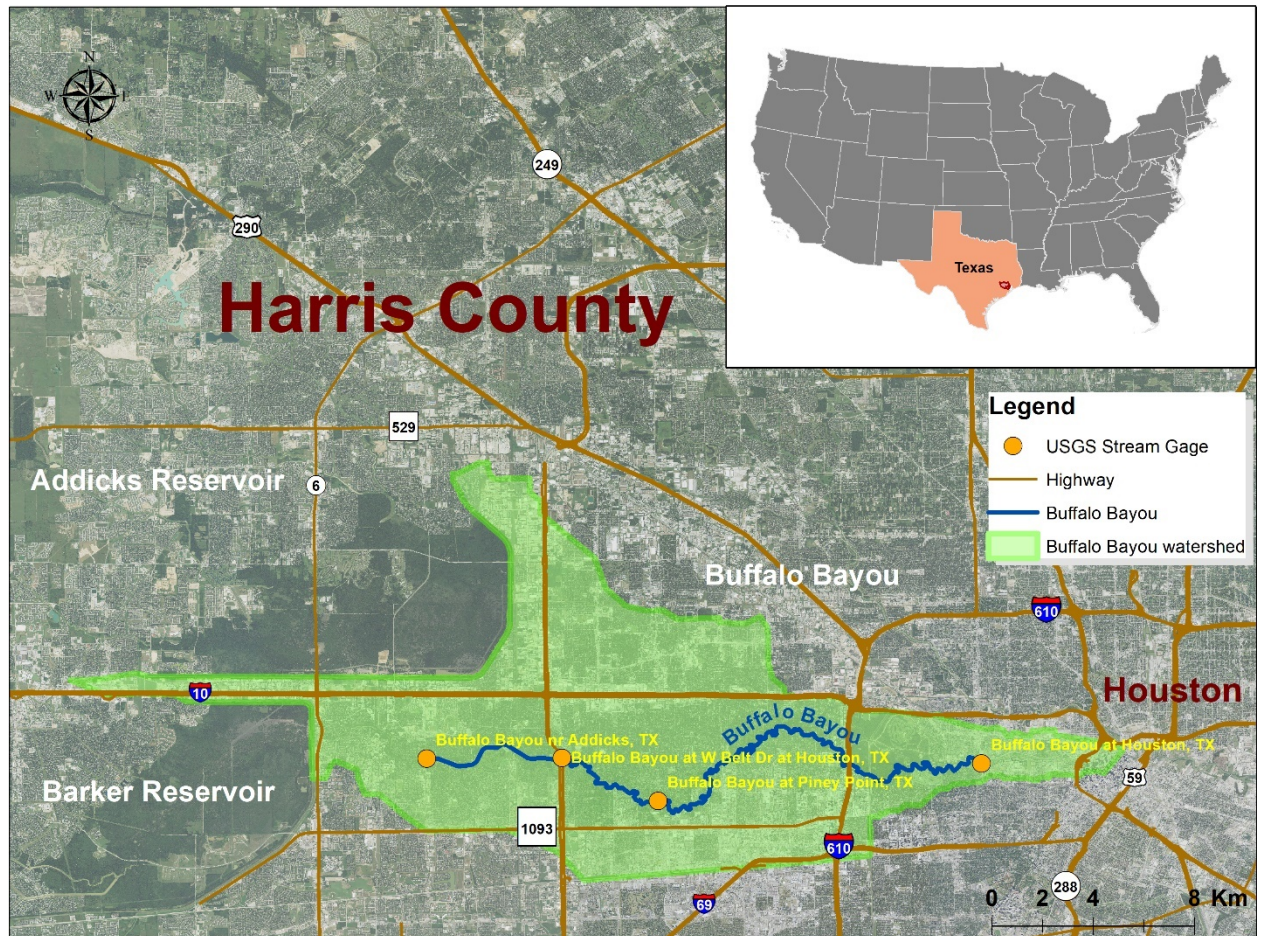 N
W E
S
249
290
Harris County
Texas
529
Addicks Reservoir
6
Legend
USGS Stream Gage
Highway
Buffalo Bayou
Buffalo Bayou watershed
Buffalo Bayou
610
10
Houston
Buffalo Bayou
Buffalo Bayou nr Addicks, TX
Buffalo Bayou at Houston, TX
Buffalo Bayou at W Belt Dr at Houston, TX
Buffalo Bayou at Piney Point, TX
59
Barker Reservoir
1093
610
69
288
0 2 4 8 Km